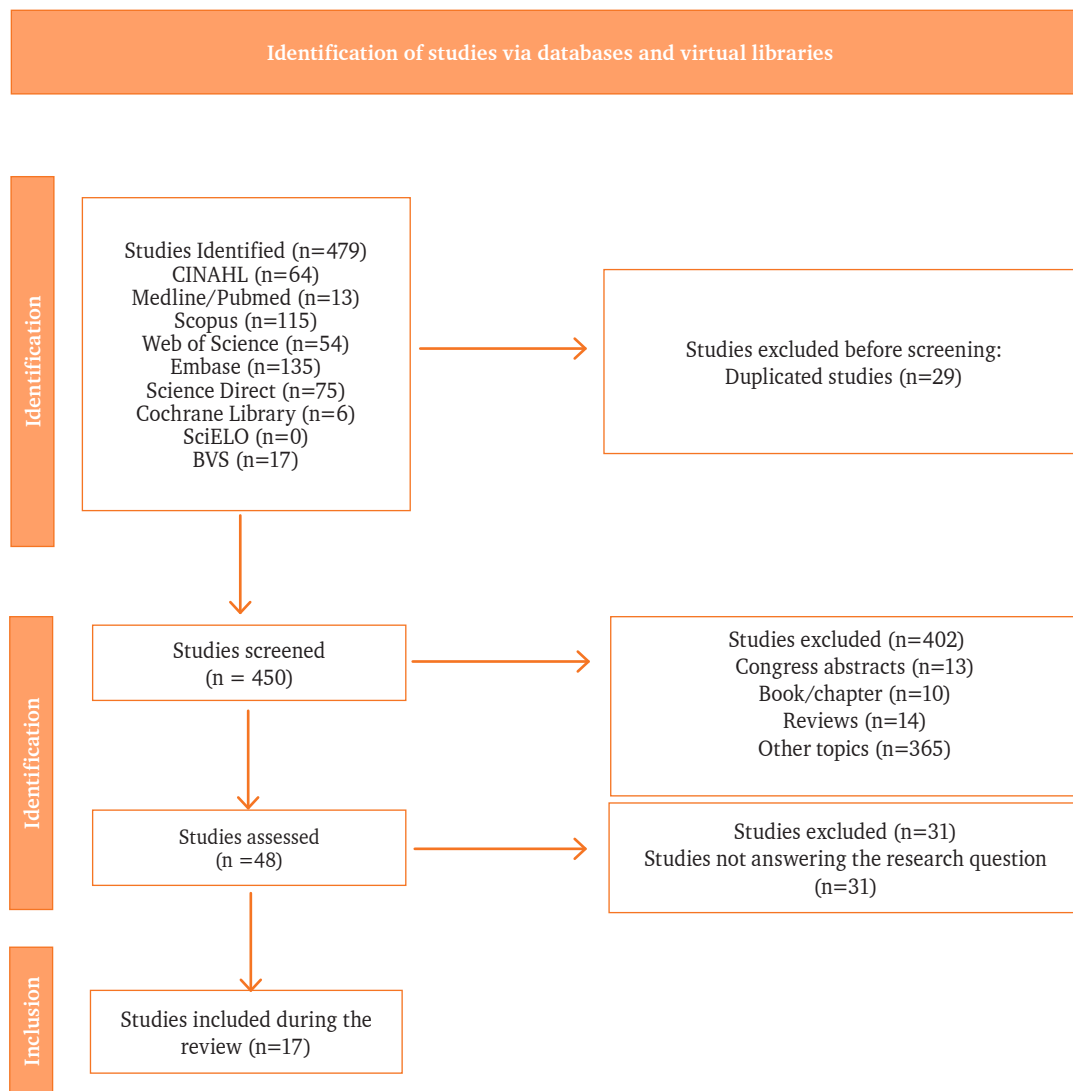 Identification of studies via databases and virtual libraries
Identification
Studies Identified (n=479)
CINAHL (n=64)
Medline/Pubmed (n=13)
Scopus (n=115)
Web of Science (n=54)
Embase (n=135)
Science Direct (n=75)
Cochrane Library (n=6)
SciELO (n=0)
BVS (n=17)
Studies excluded before screening:
Duplicated studies (n=29)
Identification
Studies screened
(n = 450)
Studies excluded (n=402)
Congress abstracts (n=13)
Book/chapter (n=10)
Reviews (n=14)
Other topics (n=365)
Studies assessed
(n =48)
Studies excluded (n=31)
Studies not answering the research question
(n=31)
Inclusion
Studies included during the
review (n=17)